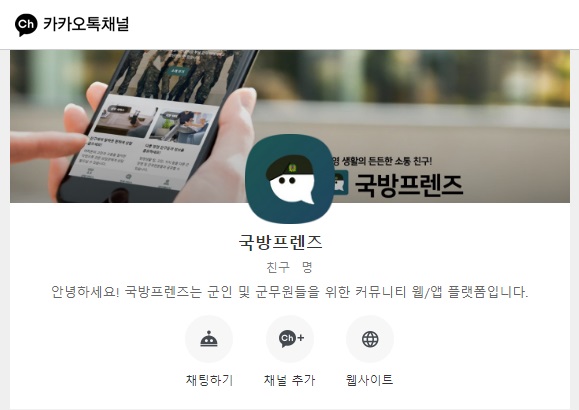 Ch 카카오톡채널
영 생활의 든든한 소통 친구!
국방프렌즈
국방프렌즈
친구 명
안녕하세요! 국방프렌즈는 군인 및 군무원들을 위한 커뮤니티 웹/앱 플랫폼입니다.
Ch+
채팅하기 채널 추가 웹사이트